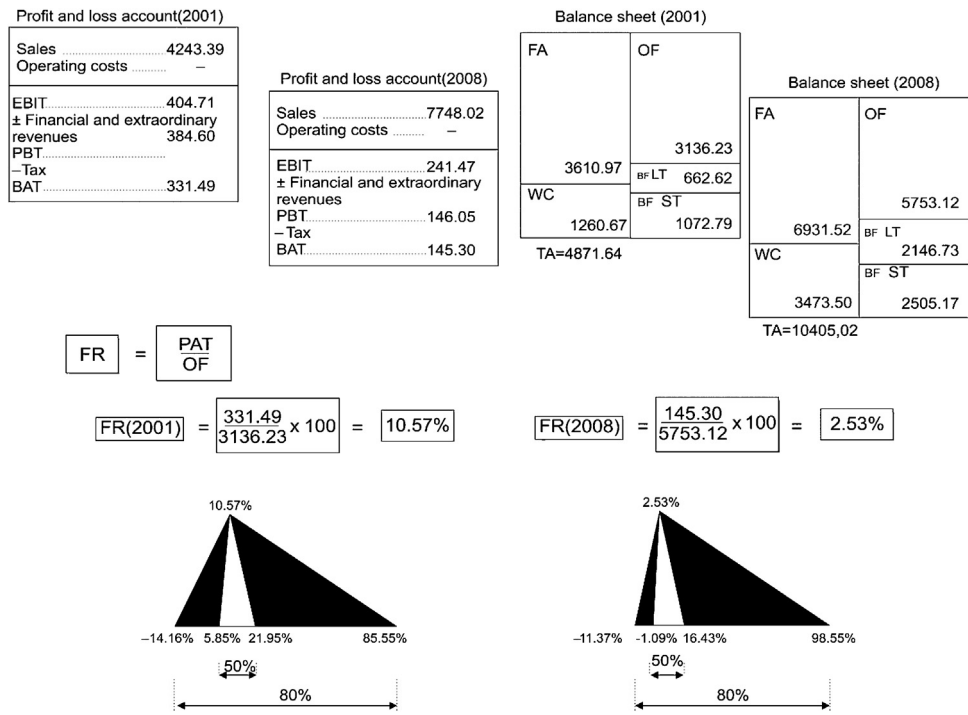 Profit and loss account(2001)
Sales 4243.39
Operating costs –
EBIT 404.71
± Financial and extraordinary
revenues 384.60
PBT
–Tax
BAT 331.49
Profit and loss account(2008)
Sales 7748.02
Operating costs –
EBIT 241.47
± Financial and extraordinary
revenues
PBT 146.05
–Tax
BAT 145.30
Balance sheet (2001)
FA
OF
3136.23
3610.97
BF LT 662.62
WC
BF ST
1260.67
1072.79
TA=4871.64
Balance sheet (2008)
FA
OF
5753.12
6931.52
BF LT
2146.73
WC
BF ST
3473.50
2505.17
TA=10405,02
FR = PAT
OF
FR(2001) = 331.49
3136.23 x 100 = 10.57%
FR(2008) = 145.30
5753.12 x 100 = 2.53%
10.57%
–14.16% 5.85% 21.95% 85.55%
50%
80%
2.53%
–11.37% -1.09% 16.43% 98.55%
50%
80%